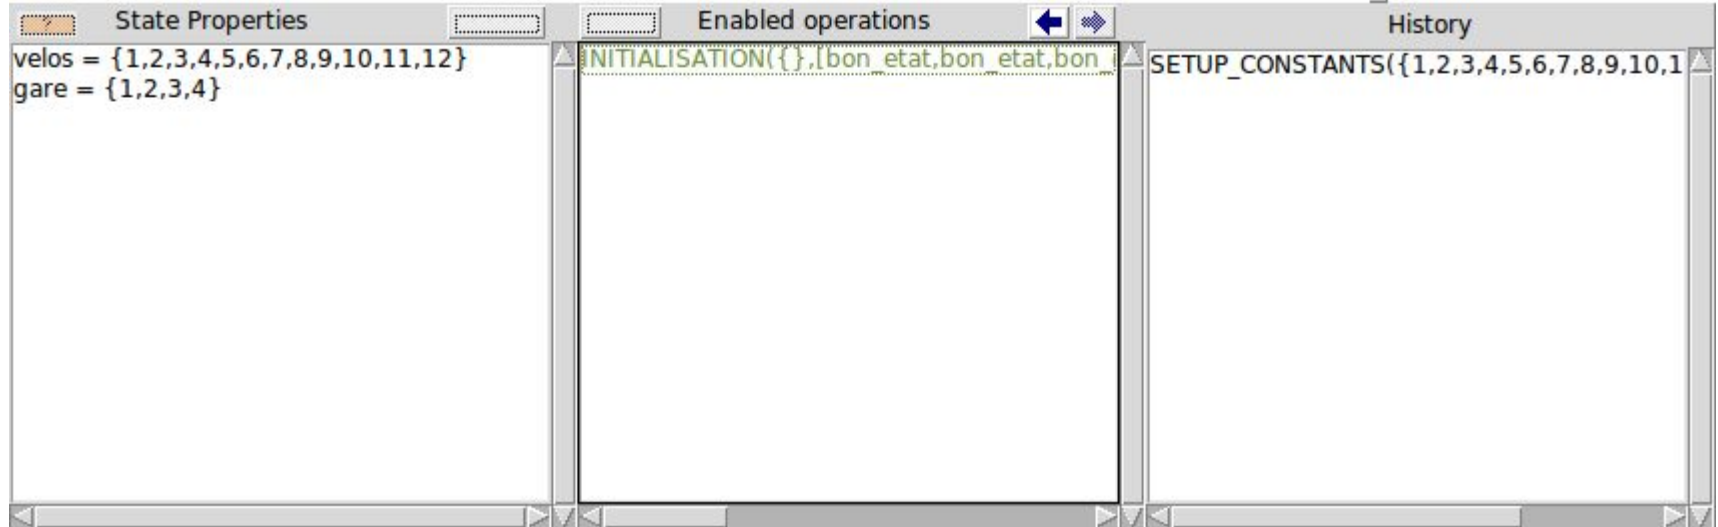 State Properties
Enabled operations
History
velos = {1,2,3,4,5,6,7,8,9,10,11,12}
gare = {1,2,3,4}
INITIALISATION({},[bon_etat,bon_etat,bon_
SETUP_CONSTANTS({1,2,3,4,5,6,7,8,9,10,1